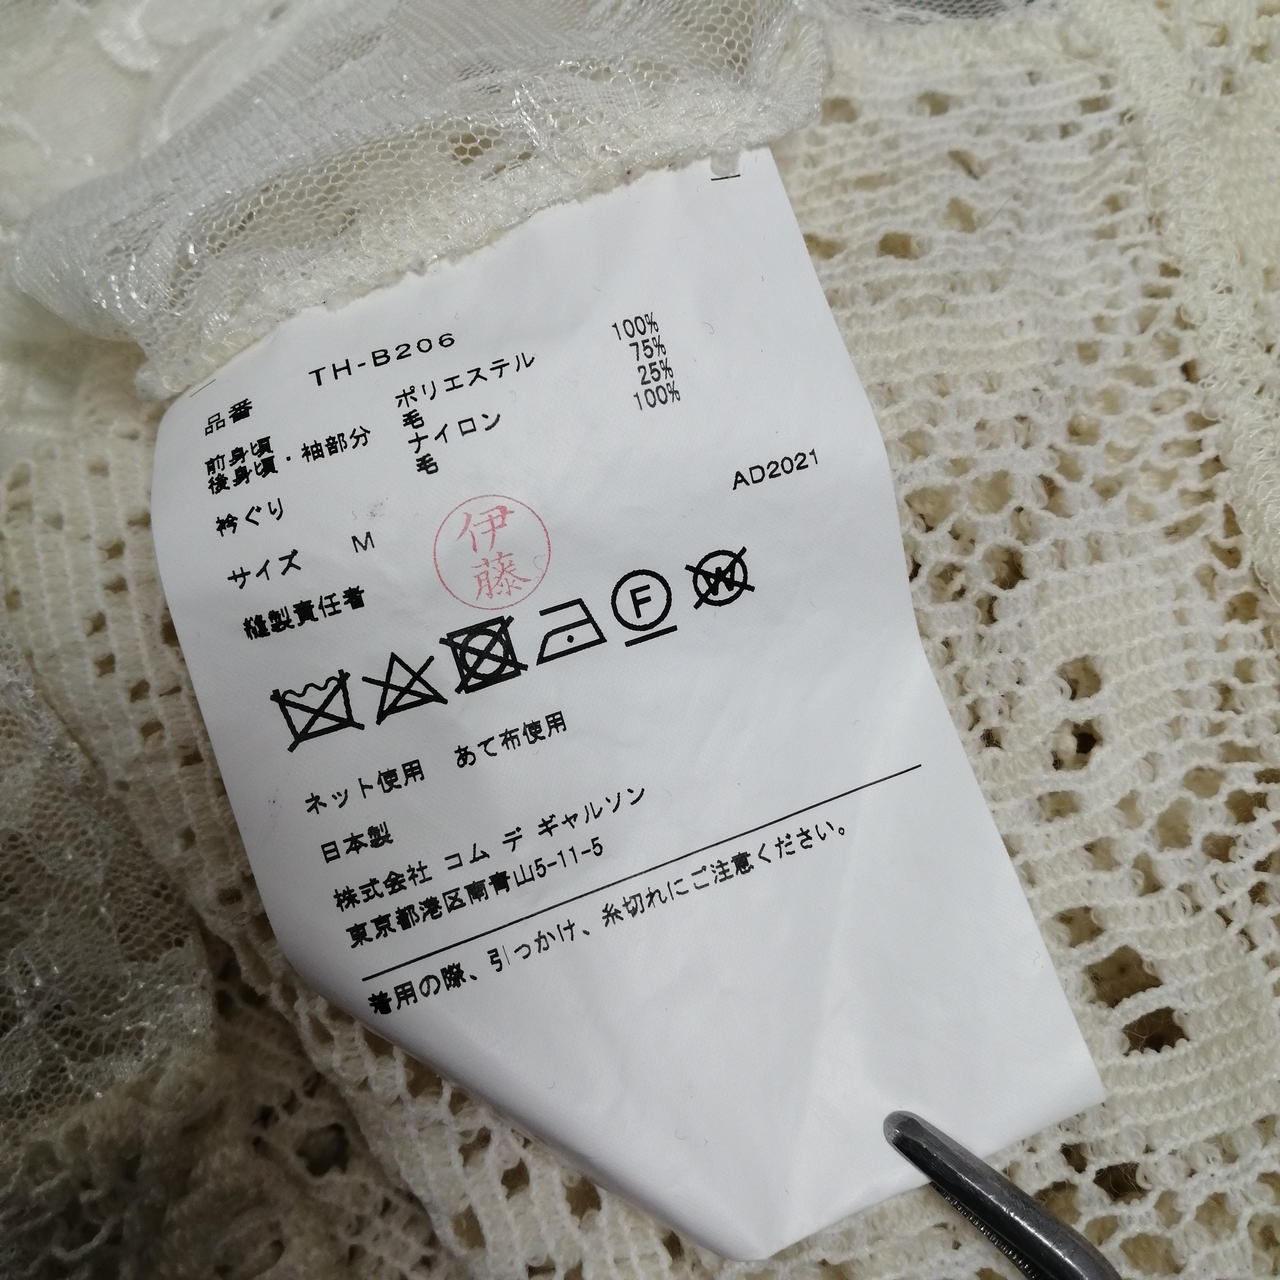 品番 TH-B206
前身頃 ポリエステル 100%
後身頃・袖部分 毛 75%
ナイロン 25%
衿ぐり 毛 100%
サイズ M AD2021
縫製責任者 伊藤
F W
ネット使用 あて布使用
日本製
株式会社 コム デ ギャルソン
東京都港区南青山5-11-5
着用の際、引っかけ、糸切れにご注意ください。